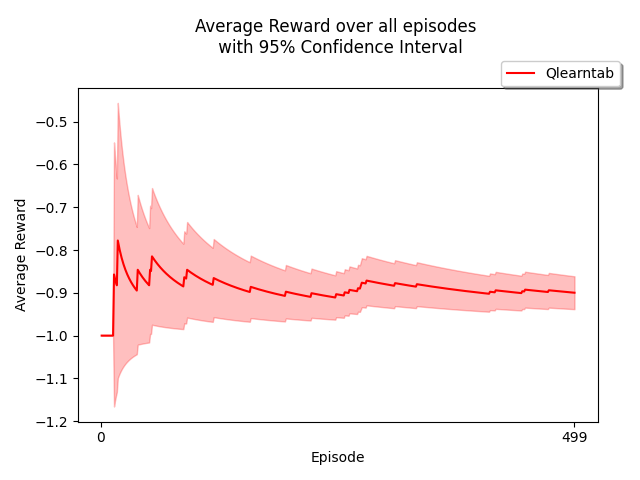 Average Reward over all episodes
with 95% Confidence Interval
Qlearntab
−0.5
−0.6
−0.7
−0.8
−0.9
−1.0
−1.1
−1.2
Average Reward
0
499
Episode